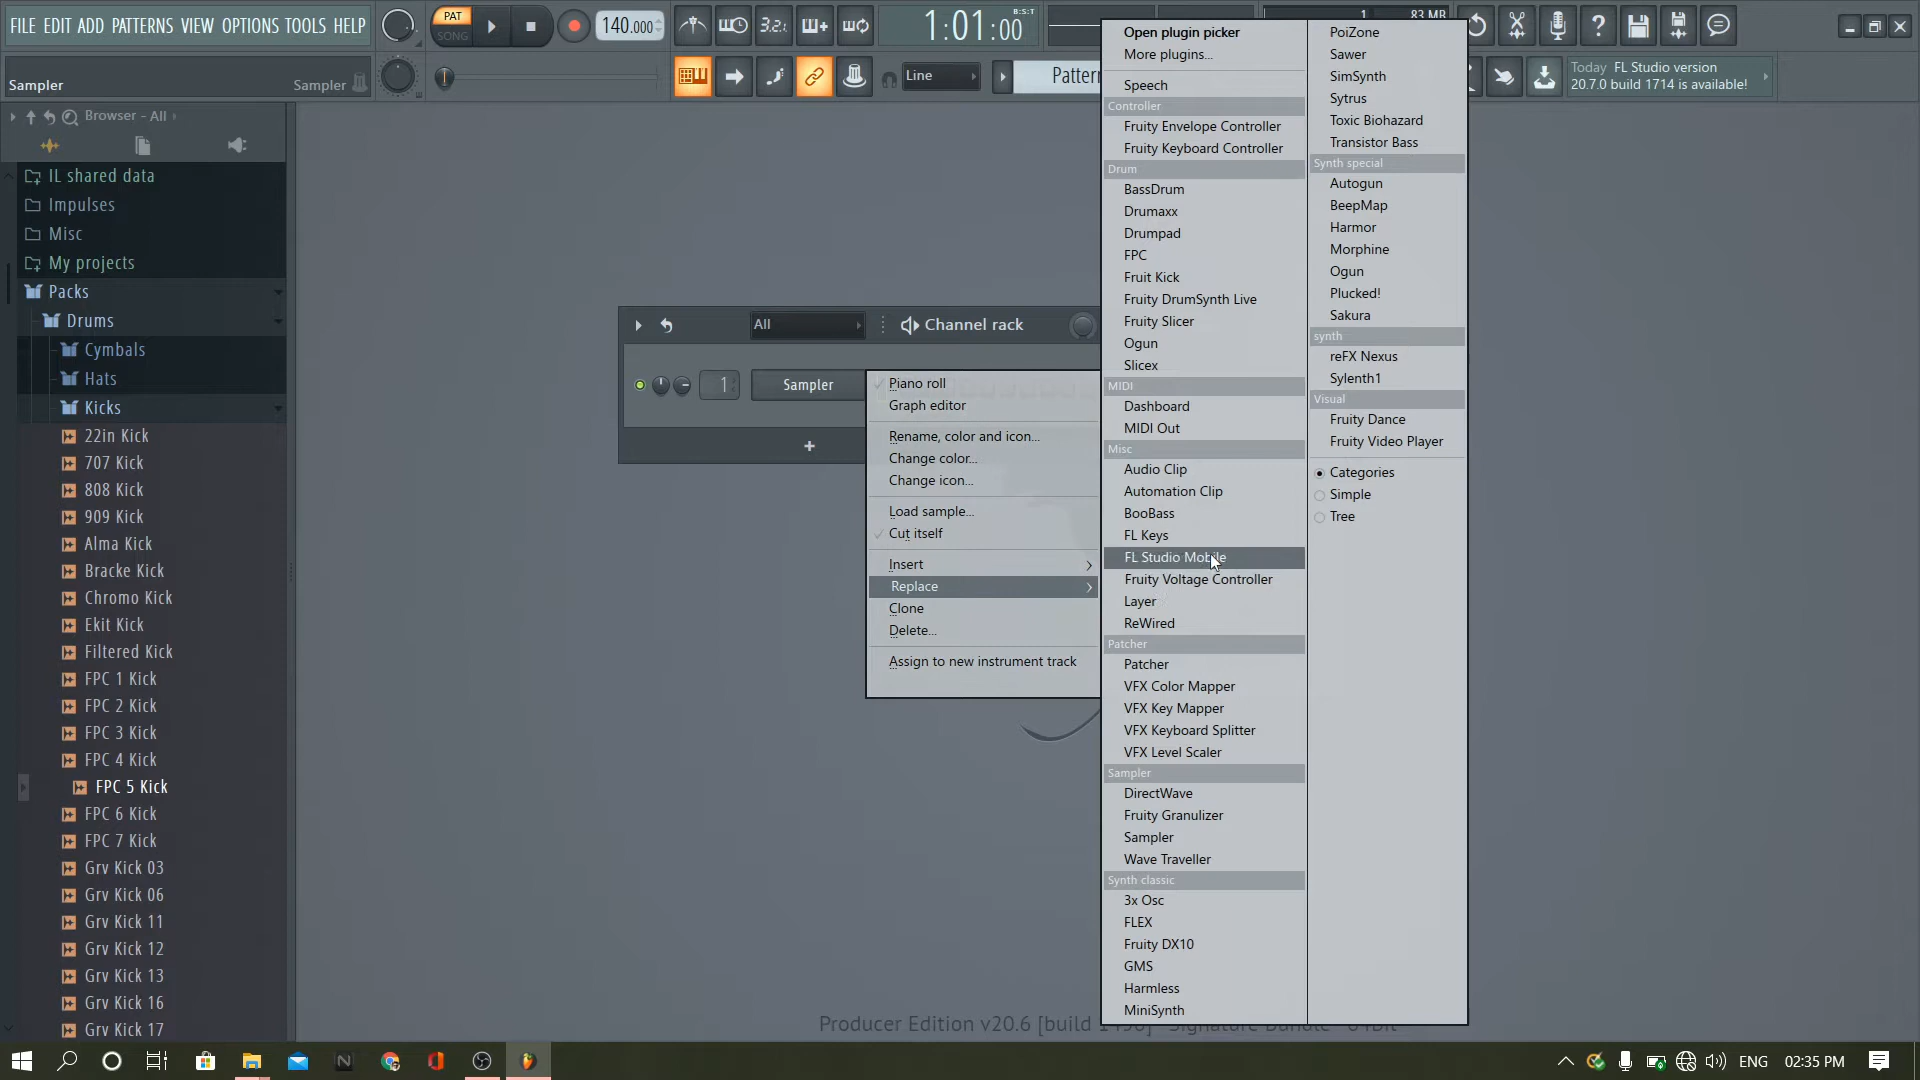 FILE EDIT ADD PATTERNS VIEW OPTIONS TOOLS HELP
PAT
SONG
140.000
3.2.
1:01:00
B:S:T
1
83 MB
Sampler
Sampler
Line
Pattern
Today FL Studio version
20.7.0 build 1714 is available!
Browser - All
IL shared data
Impulses
Misc
My projects
Packs
Drums
Cymbals
Hats
Kicks
22in Kick
707 Kick
808 Kick
909 Kick
Alma Kick
Bracke Kick
Chromo Kick
Ekit Kick
Filtered Kick
FPC 1 Kick
FPC 2 Kick
FPC 3 Kick
FPC 4 Kick
FPC 5 Kick
FPC 6 Kick
FPC 7 Kick
Grv Kick 03
Grv Kick 06
Grv Kick 11
Grv Kick 12
Grv Kick 13
Grv Kick 16
Grv Kick 17
All
Channel rack
1
Sampler
+
Piano roll
Graph editor
Rename, color and icon...
Change color...
Change icon...
Load sample...
Cut itself
Insert
Replace
Clone
Delete...
Assign to new instrument track
Open plugin picker
More plugins...
Speech
Controller
Fruity Envelope Controller
Fruity Keyboard Controller
Drum
BassDrum
Drumaxx
Drumpad
FPC
Fruit Kick
Fruity DrumSynth Live
Fruity Slicer
Ogun
Slicex
MIDI
Dashboard
MIDI Out
Misc
Audio Clip
Automation Clip
BooBass
FL Keys
FL Studio Mobile
Fruity Voltage Controller
Layer
ReWired
Patcher
Patcher
VFX Color Mapper
VFX Key Mapper
VFX Keyboard Splitter
VFX Level Scaler
Sampler
DirectWave
Fruity Granulizer
Sampler
Wave Traveller
Synth classic
3x Osc
FLEX
Fruity DX10
GMS
Harmless
MiniSynth
PoiZone
Sawer
SimSynth
Sytrus
Toxic Biohazard
Transistor Bass
Synth special
Autogun
BeepMap
Harmor
Morphine
Ogun
Plucked!
Sakura
synth
reFX Nexus
Sylenth1
Visual
Fruity Dance
Fruity Video Player
Categories
Simple
Tree
Producer Edition v20.6 [build
ENG
02:35 PM